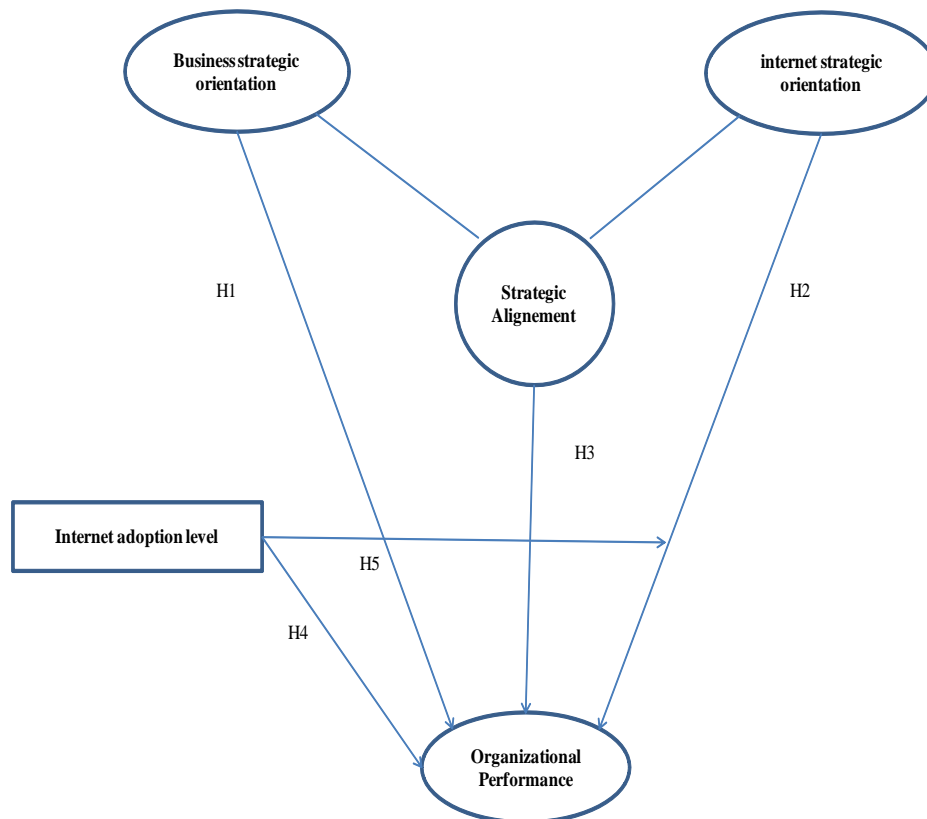 Business strategic
orientation
internet strategic
orientation
Strategic
Alignement
H1
H2
H3
Internet adoption level
H5
H4
Organizational
Performance